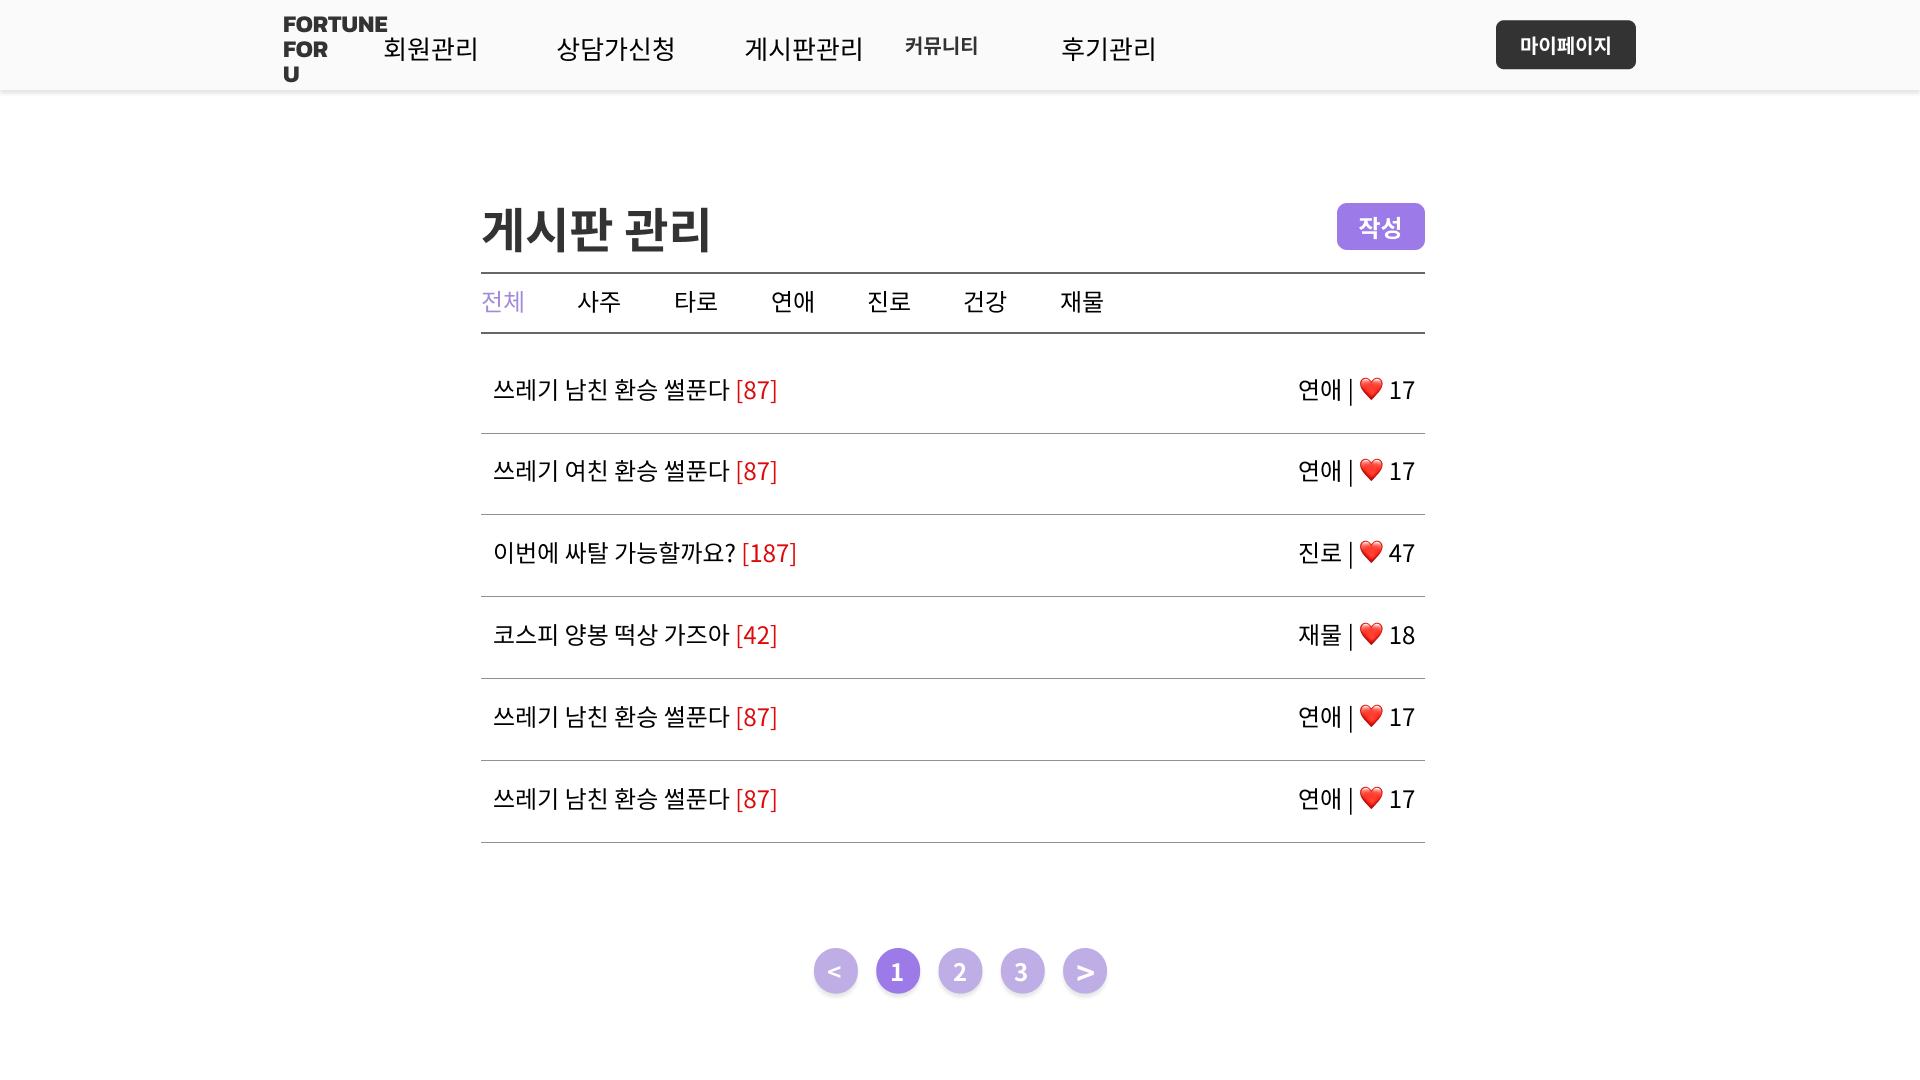 FORTUNE
FOR
U
회원관리 상담가신청 게시판관리 커뮤니티 후기관리 마이페이지
게시판 관리 작성
전체 사주 타로 연애 진로 건강 재물
쓰레기 남친 환승 썰푼다 [87] 연애 | ❤️ 17
쓰레기 여친 환승 썰푼다 [87] 연애 | ❤️ 17
이번에 싸탈 가능할까요? [187] 진로 | ❤️ 47
코스피 양봉 떡상 가즈아 [42] 재물 | ❤️ 18
쓰레기 남친 환승 썰푼다 [87] 연애 | ❤️ 17
쓰레기 남친 환승 썰푼다 [87] 연애 | ❤️ 17
< 1 2 3 >